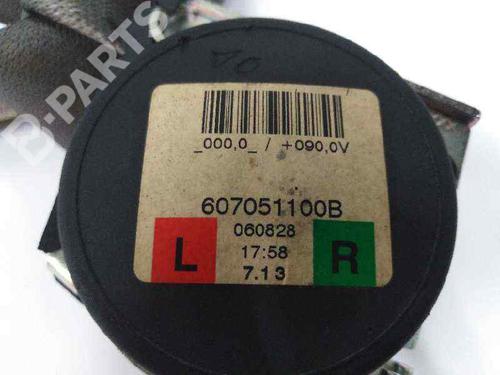 B-PARTS
_000,0_ / +090,0V
607051100B
060828
17:58
7.13
L
R